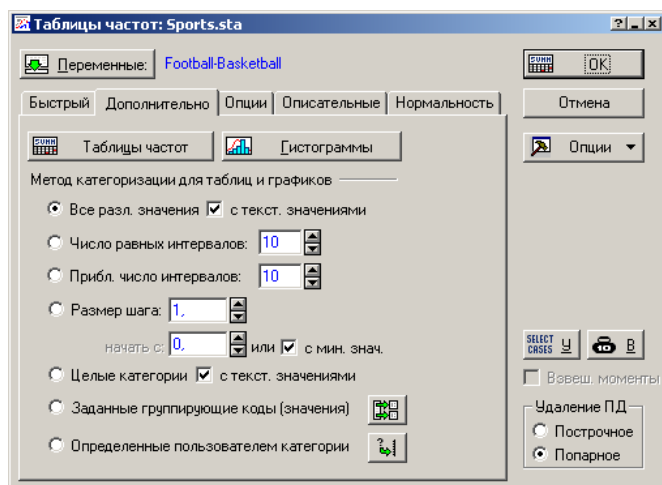 Таблицы частот: Sports.sta
Переменные: Football-Basketball
OK
Быстрый Дополнительно Опции Описательные Нормальность
Отмена
Таблицы частот Гистограммы
Опции
Метод категоризации для таблиц и графиков
Все разл. значения с текст. значениями
Число равных интервалов: 10
Прибл. число интервалов: 10
Размер шага: 1,
начать с: 0, или с мин. знач.
SELECT CASES У В
Целые категории с текст. значениями
Взвеш. моменты
Заданные группирующие коды (значения)
Удаление ПД
Построчное
Определенные пользователем категории
Попарное